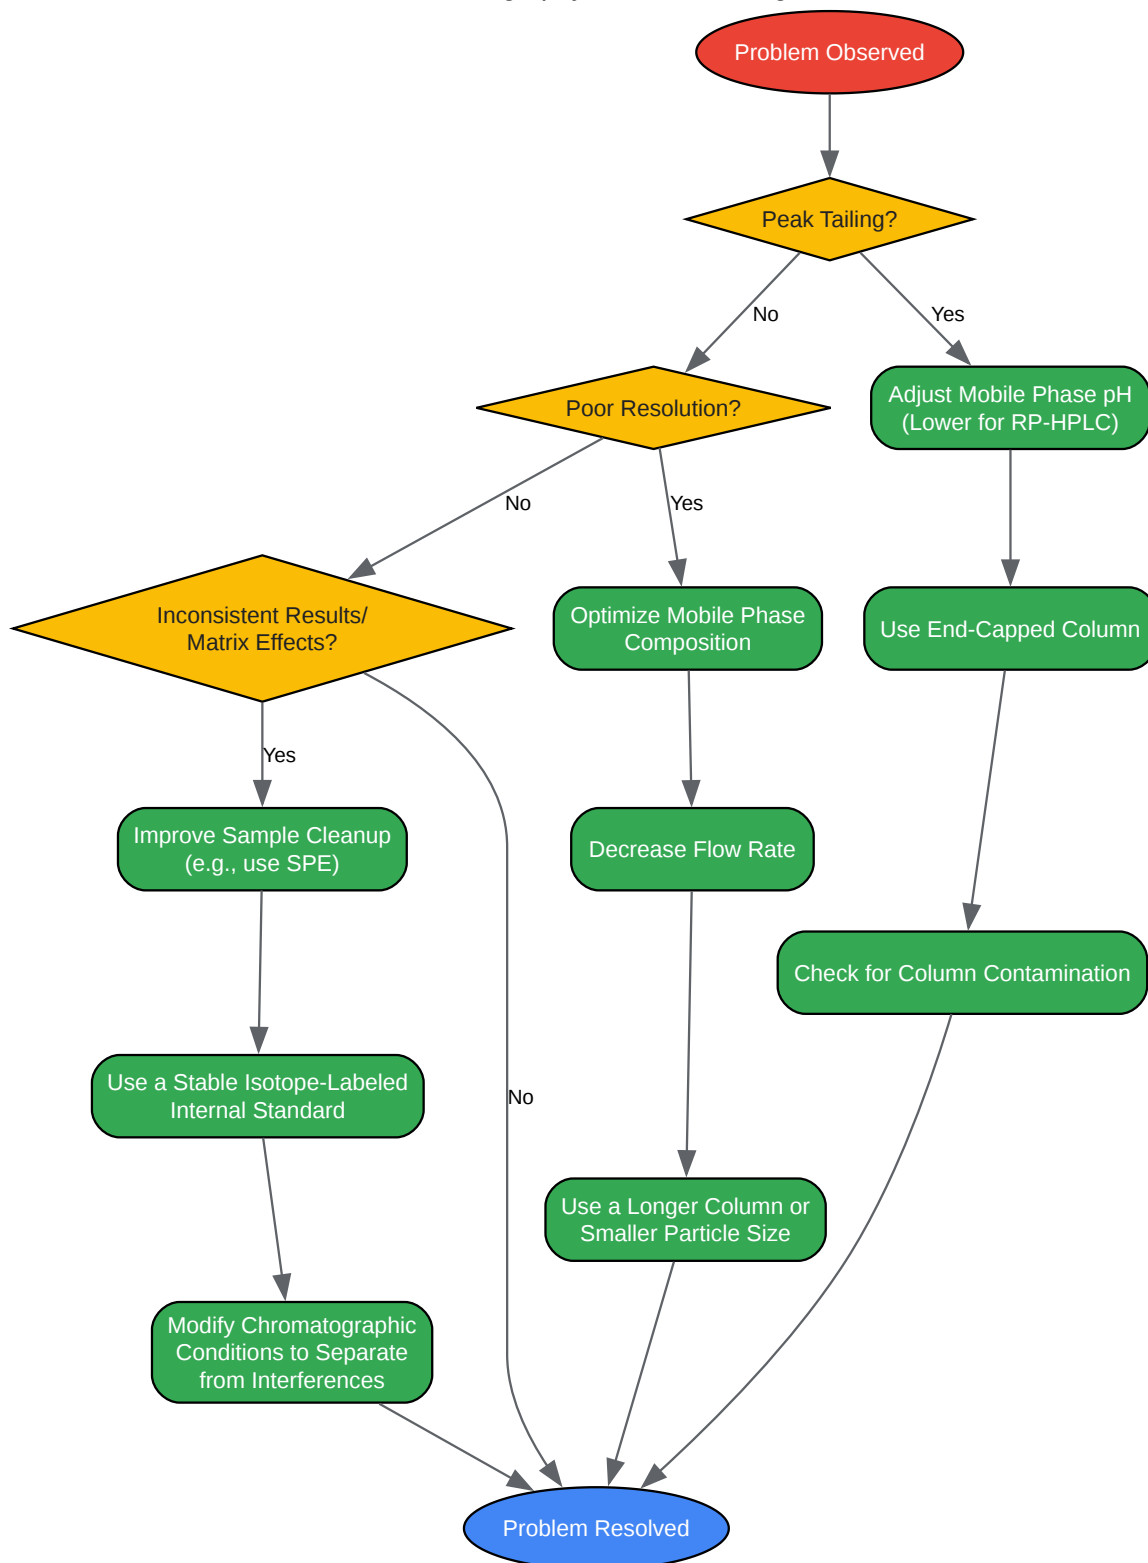 Problem Observed
Peak Tailing?
No
Yes
Poor Resolution?
Adjust Mobile Phase pH
(Lower for RP-HPLC)
No
Yes
Inconsistent Results/
Matrix Effects?
Optimize Mobile Phase
Composition
Use End-Capped Column
Yes
Improve Sample Cleanup
(e.g., use SPE)
Decrease Flow Rate
Check for Column Contamination
Use a Stable Isotope-Labeled
Internal Standard
No
Use a Longer Column or
Smaller Particle Size
Modify Chromatographic
Conditions to Separate
from Interferences
Problem Resolved